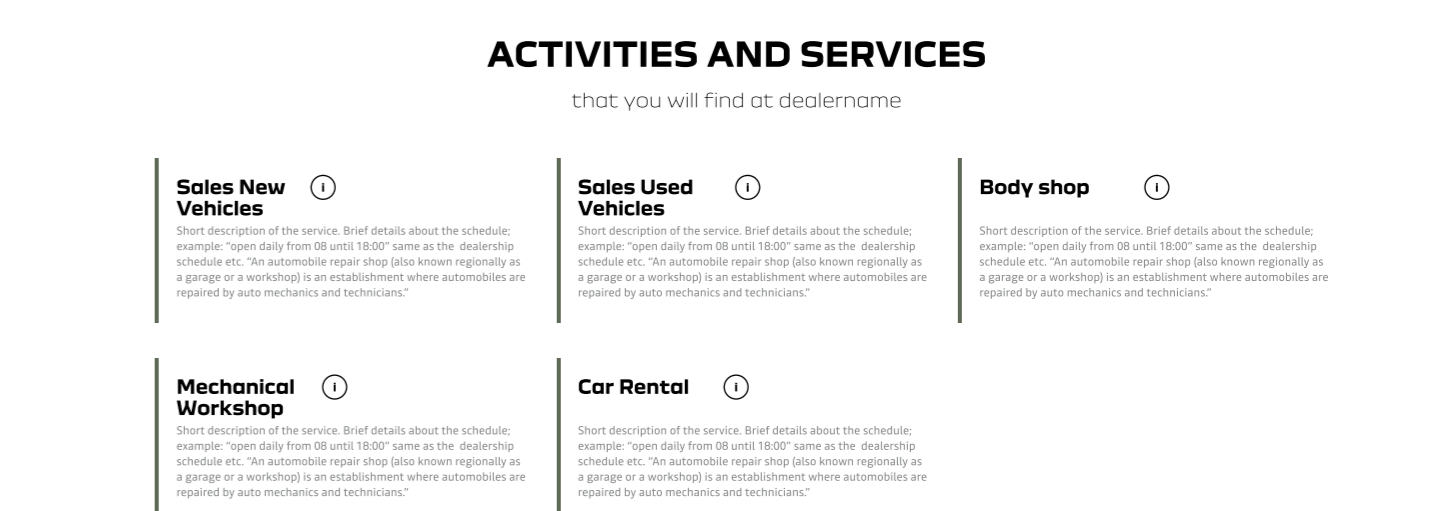 ACTIVITIES AND SERVICES
that you will find at dealername
Sales New
Vehicles
i
Short description of the service. Brief details about the schedule;
example: “open daily from 08 until 18:00” same as the  dealership
schedule etc. “An automobile repair shop (also known regionally as
a garage or a workshop) is an establishment where automobiles are
repaired by auto mechanics and technicians.”
Sales Used
Vehicles
i
Short description of the service. Brief details about the schedule;
example: “open daily from 08 until 18:00” same as the  dealership
schedule etc. “An automobile repair shop (also known regionally as
a garage or a workshop) is an establishment where automobiles are
repaired by auto mechanics and technicians.”
Body shop
i
Short description of the service. Brief details about the schedule;
example: “open daily from 08 until 18:00” same as the  dealership
schedule etc. “An automobile repair shop (also known regionally as
a garage or a workshop) is an establishment where automobiles are
repaired by auto mechanics and technicians.”
Mechanical
Workshop
i
Short description of the service. Brief details about the schedule;
example: “open daily from 08 until 18:00” same as the  dealership
schedule etc. “An automobile repair shop (also known regionally as
a garage or a workshop) is an establishment where automobiles are
repaired by auto mechanics and technicians.”
Car Rental
i
Short description of the service. Brief details about the schedule;
example: “open daily from 08 until 18:00” same as the  dealership
schedule etc. “An automobile repair shop (also known regionally as
a garage or a workshop) is an establishment where automobiles are
repaired by auto mechanics and technicians.”